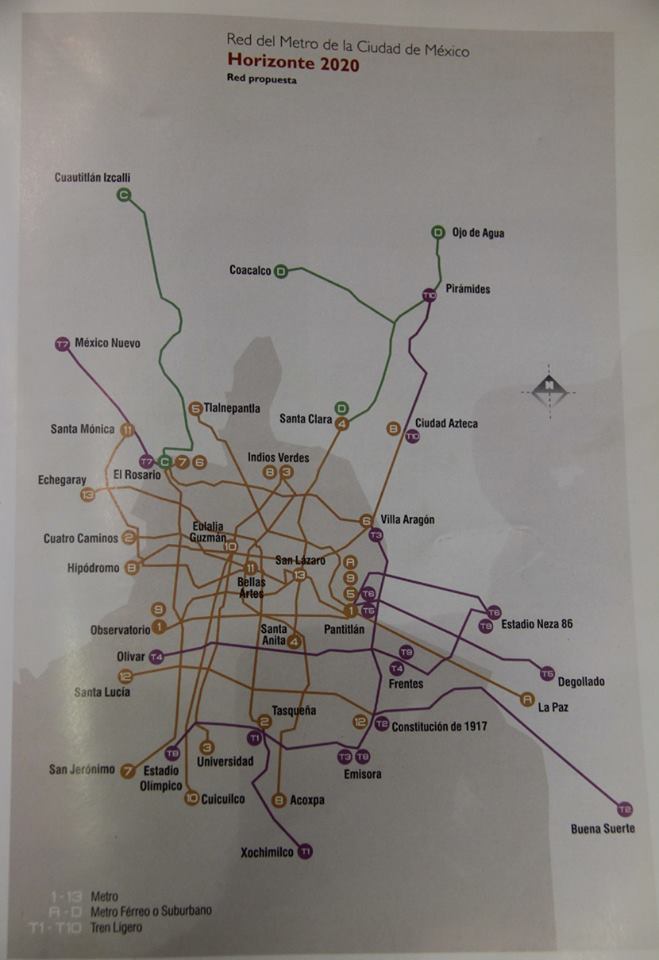 Red del Metro de la Ciudad de México
Horizonte 2020
Red propuesta
Cuautitlán Izcalli
C
D Ojo de Agua
Coacalco D
T10 Pirámides
T7 México Nuevo
5 Tlalnepantla
D
Santa Clara 4
B Ciudad Azteca
T10
Santa Mónica 11
T7 C 7 6
El Rosario
Indios Verdes
8 3
Echegaray
13
6 Villa Aragón
T3
Eulalia
Guzmán
10
Cuatro Caminos 2
Hipódromo 8
San Lázaro
13
11
Bellas
Artes
A
9
5 T6
1 T5
Pantitlán
9
Observatorio 1
Santa
Anita 4
T6
T9 Estadio Neza 86
Olivar T4
T9
T4
Frentes
T5
Degollado
12
Santa Lucía
A
La Paz
Tasqueña
2
T1
12 T2 Constitución de 1917
3
Universidad
T8
Estadio
Olímpico
San Jerónimo 7
T3 T8
Emisora
10 Cuicuilco
8 Acoxpa
T2
Buena Suerte
Xochimilco T1
1-13 Metro
A-D Metro Férreo o Suburbano
T1-T10 Tren Ligero